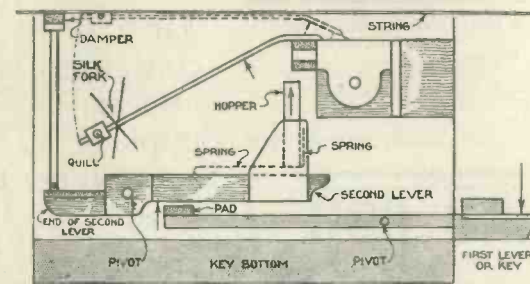 STRING
DAMPER
SILK
FORK
HOPPER
QUILL
SPRING
SPRING
SECOND LEVER
END OF SECOND
LEVER
PAD
PIVOT
KEY BOTTOM
PIVOT
FIRST LEVER
OR KEY